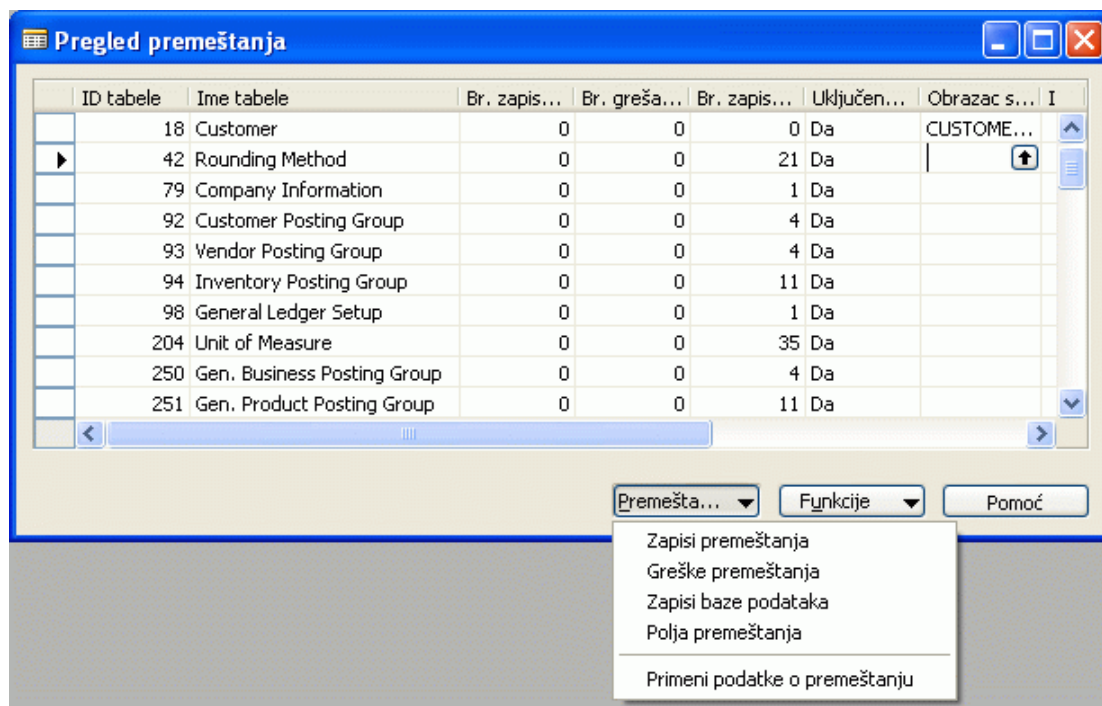 Pregled premeštanja
ID tabele Ime tabele Br. zapis... Br. greša... Br. zapis... Uključen... Obrazac s... I
18 Customer 0 0 0 Da CUSTOME...
42 Rounding Method 0 0 21 Da
79 Company Information 0 0 1 Da
92 Customer Posting Group 0 0 4 Da
93 Vendor Posting Group 0 0 4 Da
94 Inventory Posting Group 0 0 11 Da
98 General Ledger Setup 0 0 1 Da
204 Unit of Measure 0 0 35 Da
250 Gen. Business Posting Group 0 0 4 Da
251 Gen. Product Posting Group 0 0 11 Da
Premešta... Funkcije Pomoć
Zapisi premeštanja
Greške premeštanja
Zapisi baze podataka
Polja premeštanja
Primeni podatke o premeštanju